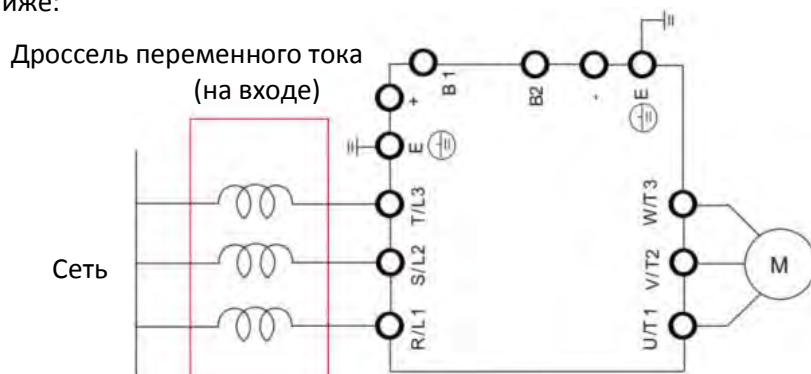 иже:
Дроссель переменного тока
(на входе)
B1
B2
-
E
+
E
T/L3
W/T3
Сеть
S/L2
V/T2
M
R/L1
U/T1